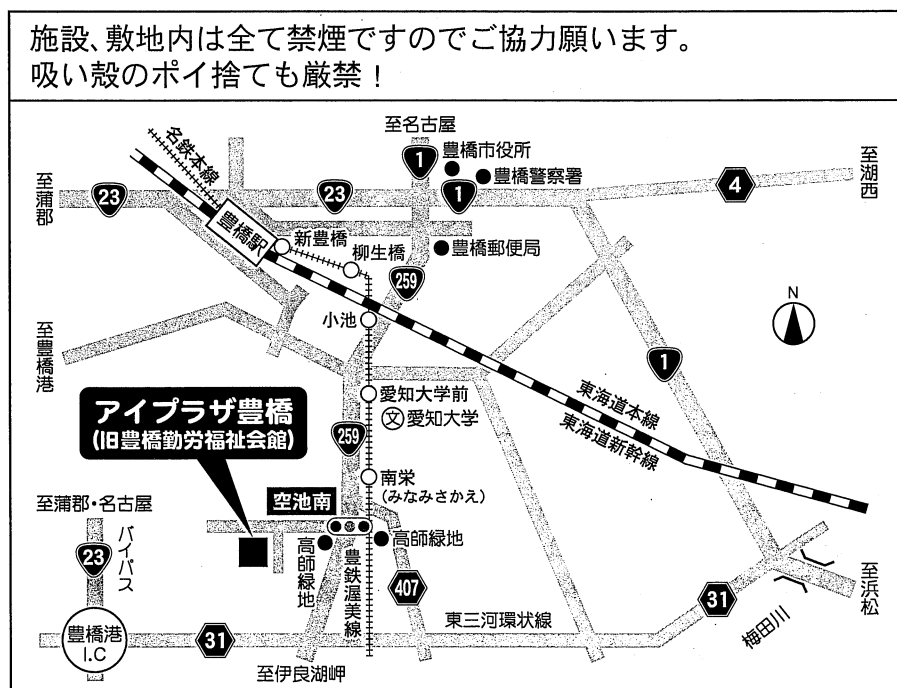 施設、敷地内は全て禁煙ですのでご協力願います。
吸い殻のポイ捨ても厳禁！
至名古屋
名鉄本線
1
豊橋市役所
豊橋警察署
至湖西
至蒲郡
23
23
1
4
豊橋駅
新豊橋
柳生橋
豊橋郵便局
259
N
小池
至豊橋港
1
アイプラザ豊橋
(旧豊橋勤労福祉会館)
愛知大学前
文
愛知大学
東海道本線
東海道新幹線
259
南栄
(みなみさかえ)
空池南
至蒲郡・名古屋
23
バイパス
高師緑地
高師緑地
豊鉄渥美線
407
至浜松
31
梅田川
豊橋港
I.C
31
東三河環状線
至伊良湖岬